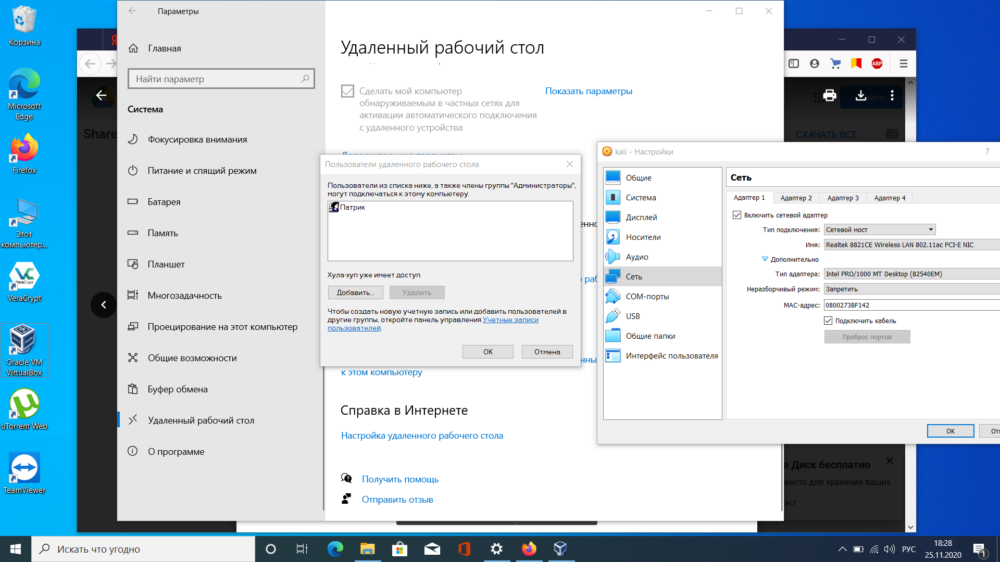 Корзина
Microsoft
Edge
Firefox
Этот
компьютер...
VeraCrypt
VeraCrypt
Oracle VM
VirtualBox
uTorrent Web
TeamViewer
Параметры
Главная
Найти параметр
Система
Фокусировка внимания
Питание и спящий режим
Батарея
Память
Планшет
Многозадачность
Проецирование на этот компьютер
Общие возможности
Буфер обмена
Удаленный рабочий стол
О программе
Удаленный рабочий стол
Сделать мой компьютер
обнаруживаемым в частных сетях для
активации автоматического подключения
с удаленного устройства
Показать параметры
к этом компьютеру
Справка в Интернете
Настройка удаленного рабочего стола
Получить помощь
Отправить отзыв
Пользователи удаленного рабочего стола
Пользователи из списка ниже, а также члены группы "Администраторы",
могут подключаться к этому компьютеру.
Патрик
Хула-хуп уже имеет доступ.
Добавить...
Удалить
Чтобы создать новую учетную запись или добавить пользователей в
другие группы, откройте панель управления Учетные записи
пользователей.
OK
Отмена
Share
ABP
СКАЧАТЬ ВСЕ
kali - Настройки
?
Общие
Система
Дисплей
Носители
Аудио
Сеть
COM-порты
USB
Общие папки
Интерфейс пользователя
Сеть
Адаптер 1
Адаптер 2
Адаптер 3
Адаптер 4
Включить сетевой адаптер
Тип подключения: Сетевой мост
Имя: Realtek 8821CE Wireless LAN 802.11ac PCI-E NIC
Дополнительно
Тип адаптера: Intel PRO/1000 MT Desktop (82540EM)
Неразборчивый режим: Запретить
MAC-адрес: 0800273BF142
Подключить кабель
Проброс портов
OK
е Диск бесплатно
место для хранения ваших
ас!
Искать что угодно
РУС
18:28
25.11.2020
1